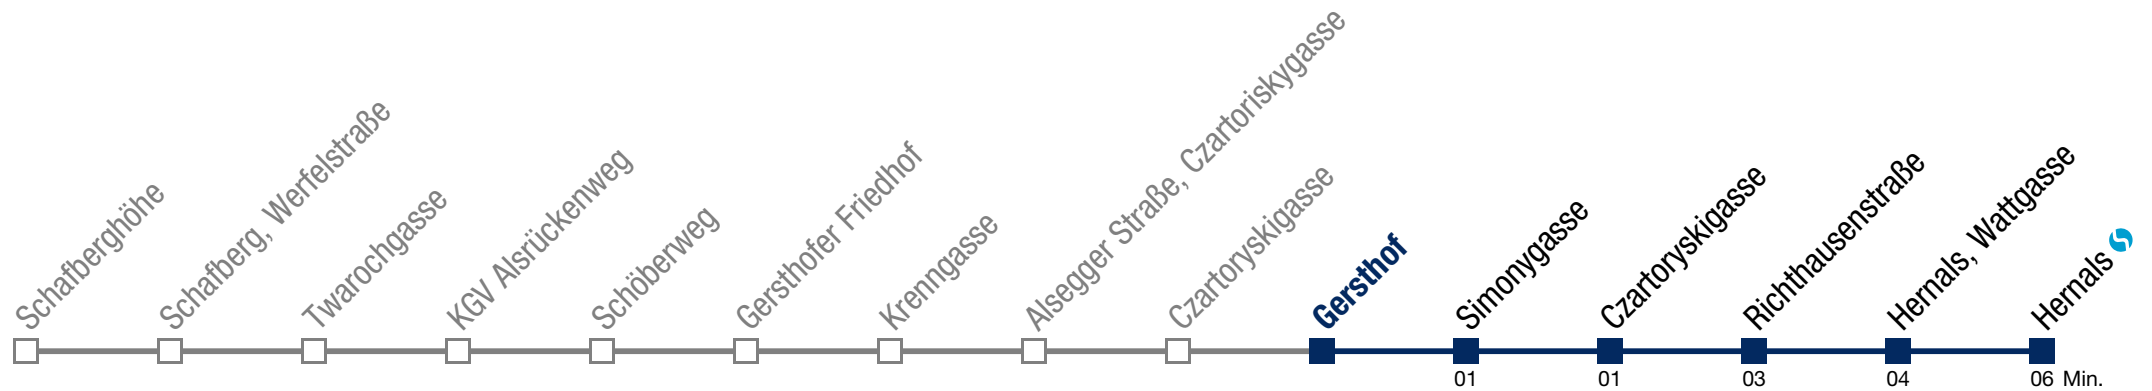 Schafberghöhe
Schafberg, Werfelstraße
Twarochgasse
KGV Alsrückenweg
Schöberweg
Gersthofer Friedhof
Krenngasse
Alsegger Straße, Czartoriskygasse
Czartoryskigasse
Gersthof
Simonygasse
Czartoryskigasse
Richthausenstraße
Hernals, Wattgasse
Hernals
01 01 03 04 06 Min.